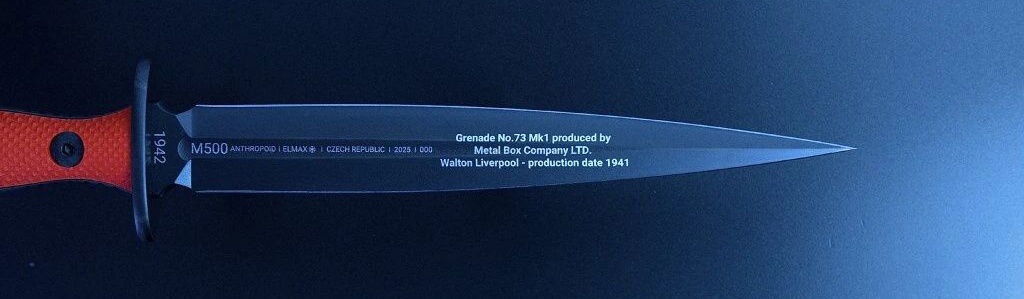 1942
M500 ANTHROPOID | ELMAX | CZECH REPUBLIC | 2025 | 000
Grenade No.73 Mk1 produced by
Metal Box Company LTD.
Walton Liverpool - production date 1941